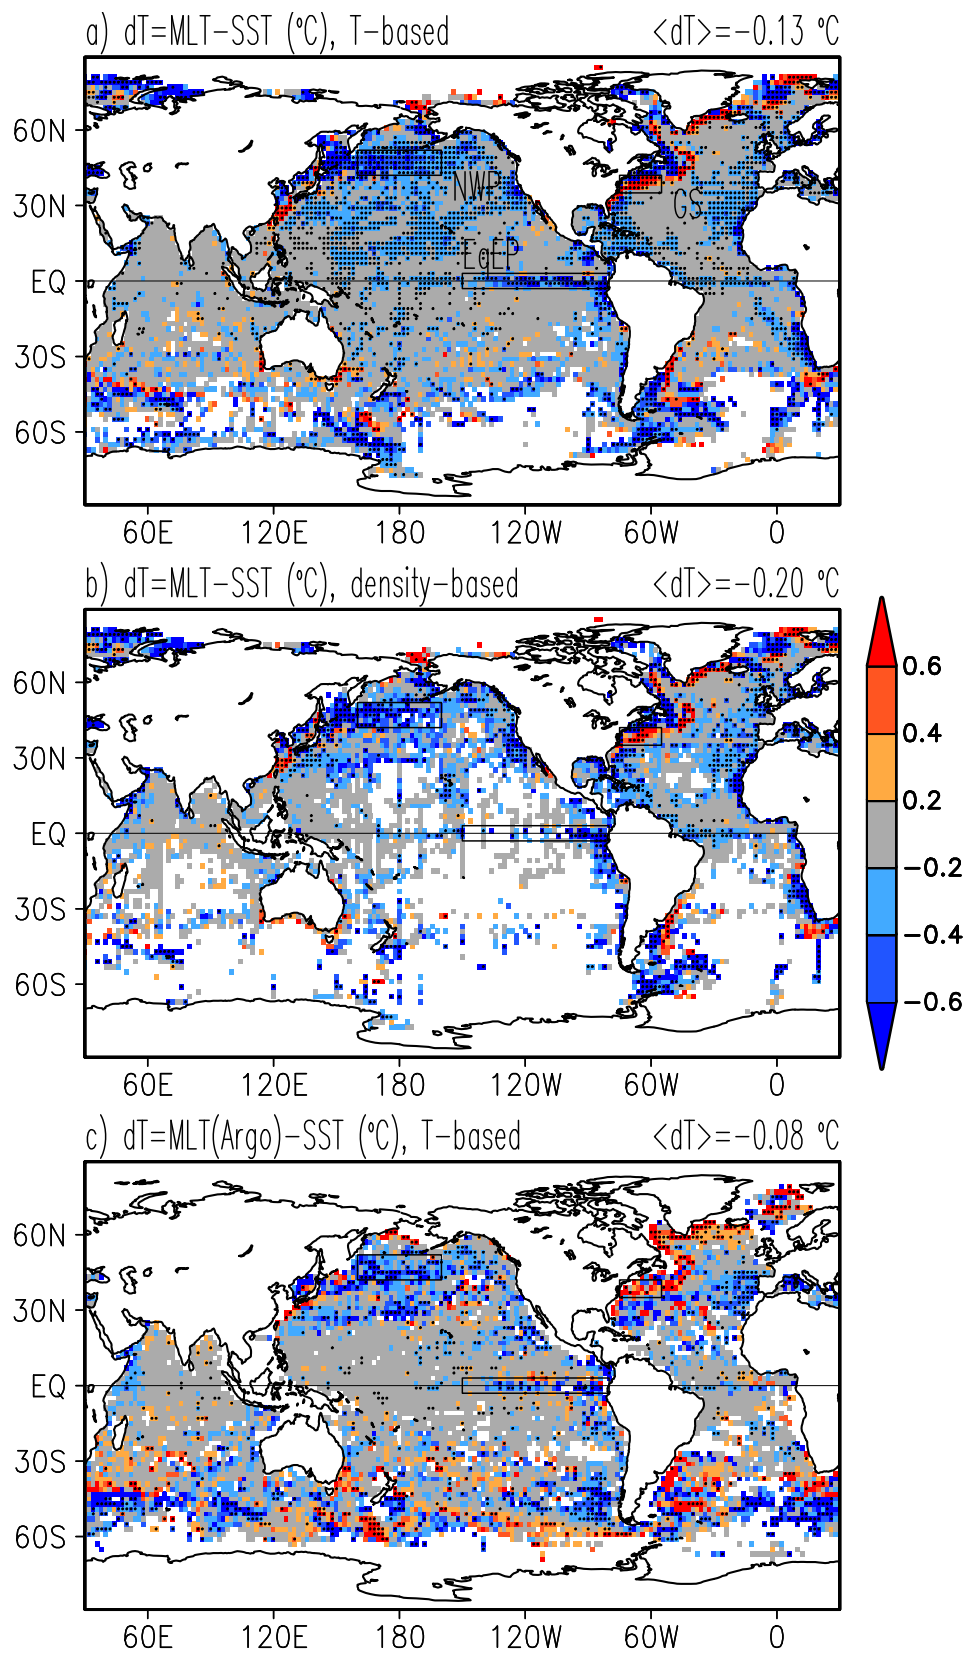 a) dT=MLT-SST (°C), T-based <dT>=-0.13 °C
60N
NWP
GS
30N
EqEP
EQ
30S
60S
60E 120E 180 120W 60W 0
b) dT=MLT-SST (°C), density-based <dT>=-0.20 °C
60N
30N
EQ
30S
60S
60E 120E 180 120W 60W 0
0.6
0.4
0.2
-0.2
-0.4
-0.6
c) dT=MLT(Argo)-SST (°C), T-based <dT>=-0.08 °C
60N
30N
EQ
30S
60S
60E 120E 180 120W 60W 0